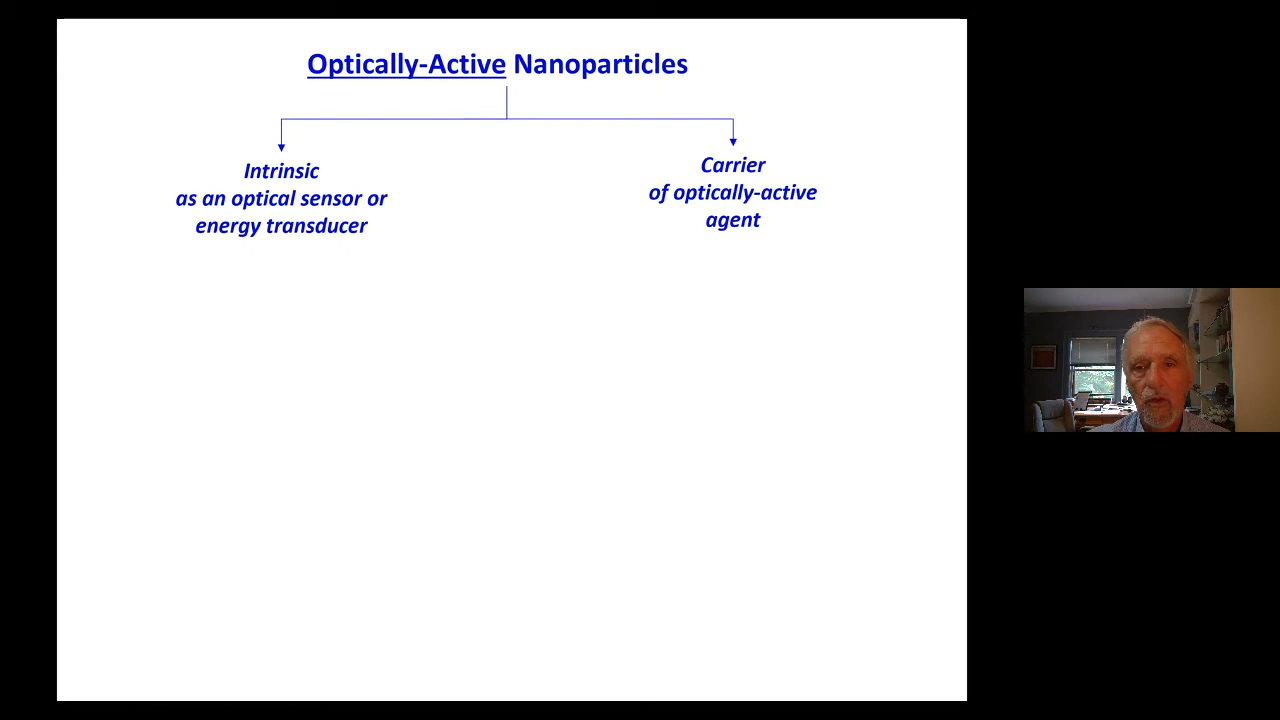 Optically-Active Nanoparticles
Intrinsic
as an optical sensor or
energy transducer
Carrier
of optically-active
agent